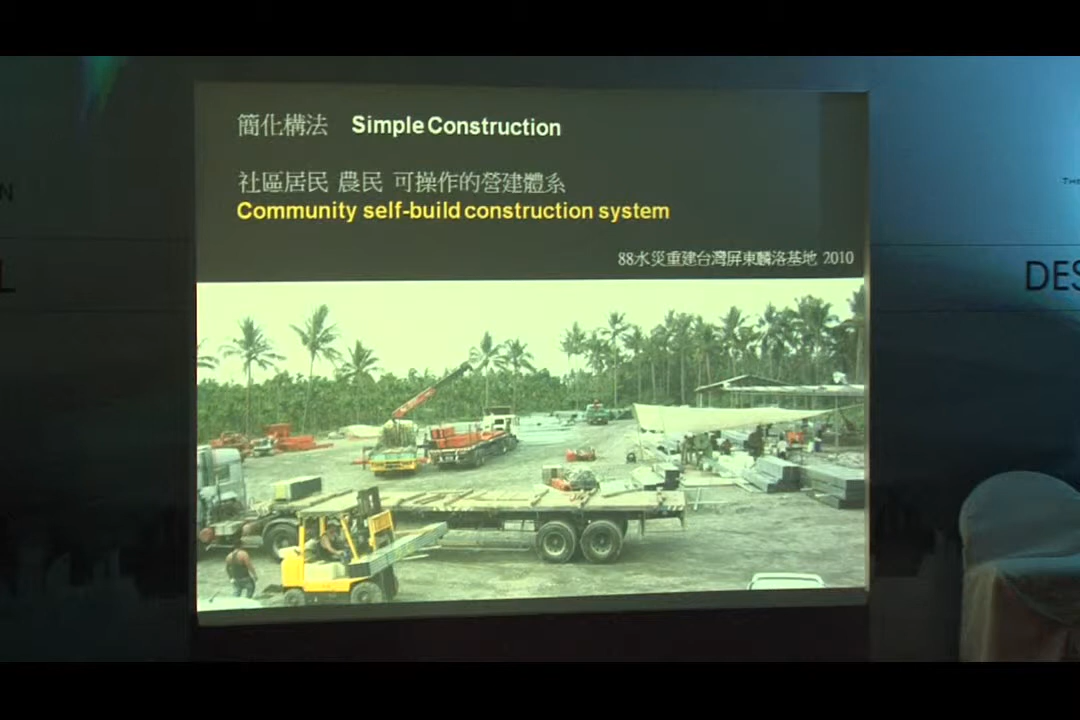 簡化構法 Simple Construction
社區居民 農民 可操作的營建體系
Community self-build construction system
88水災重建台灣屏東麟洛基地 2010
N
L
TH
DES